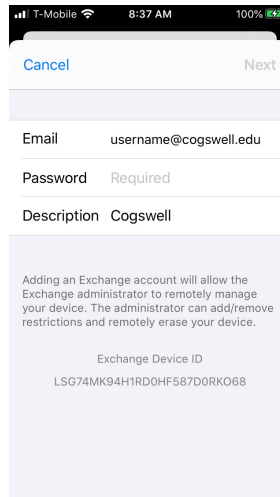 T-Mobile 8:37 AM 100%
Cancel Next
Email username@cogswell.edu
Password Required
Description Cogswell
Adding an Exchange account will allow the
Exchange administrator to remotely manage
your device. The administrator can add/remove
restrictions and remotely erase your device.
Exchange Device ID
LSG74MK94H1RD0HF587D0RKO68